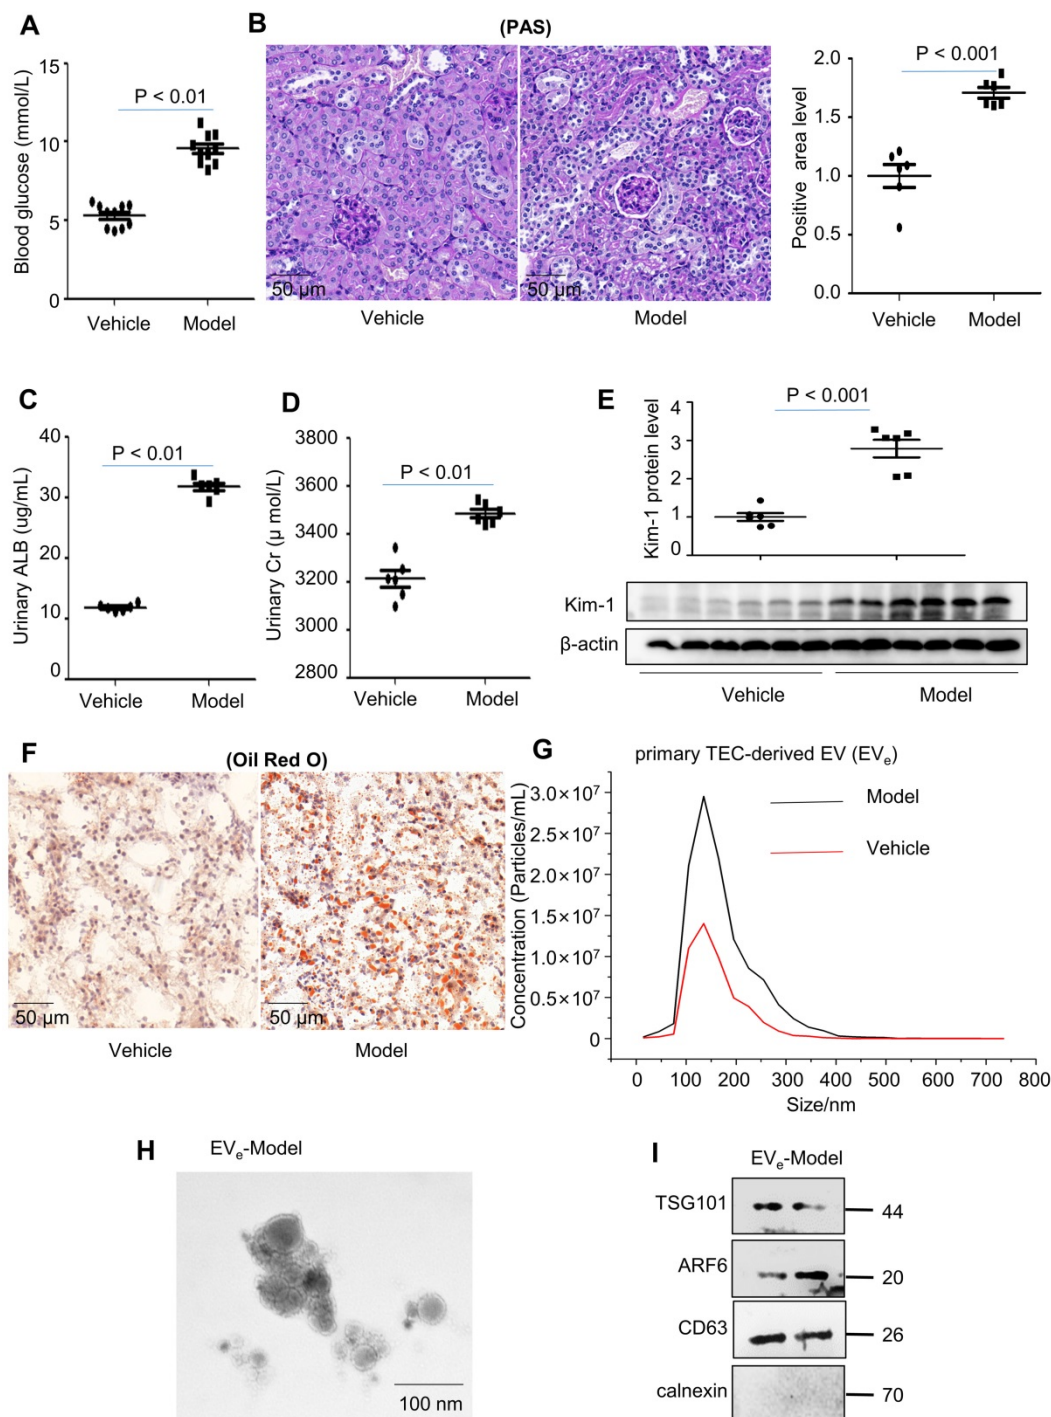 A
Blood glucose (mmol/L)
15
10
5
0
P < 0.01
Vehicle
Model
B
(PAS)
50 μm
50 μm
Vehicle
Model
Positive area level
2.0
1.5
1.0
0.5
0.0
P < 0.001
Vehicle
Model
C
Urinary ALB (ug/mL)
40
30
20
10
0
P < 0.01
Vehicle
Model
D
Urinary Cr (μ mol/L)
3800
3600
3400
3200
3000
2800
P < 0.01
Vehicle
Model
E
Kim-1 protein level
4
3
2
1
0
P < 0.001
Kim-1
β-actin
Vehicle
Model
F
(Oil Red O)
50 μm
50 μm
Vehicle
Model
G
primary TEC-derived EV (EVₑ)
Concentration (Particles/mL)
3.0×10⁷
2.5×10⁷
2.0×10⁷
1.5×10⁷
1.0×10⁷
0.5×10⁷
0
Model
Vehicle
0 100 200 300 400 500 600 700 800
Size/nm
H
EVₑ-Model
100 nm
I
EVₑ-Model
TSG101
44
ARF6
20
CD63
26
calnexin
70